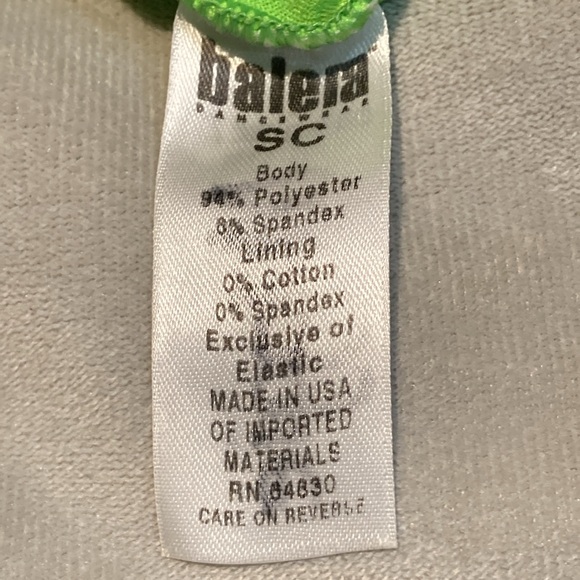 balera
DANCEWEAR
SC
Body
94% Polyester
6% Spandex
Lining
0% Cotton
0% Spandex
Exclusive of
Elastic
MADE IN USA
OF IMPORTED
MATERIALS
RN 64630
CARE ON REVERSE